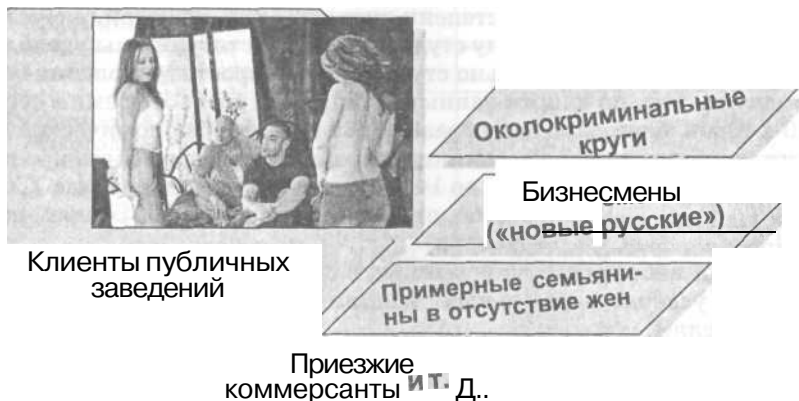 Околокриминальные
круги
Бизнесмены
(«новые русские»)
Клиенты публичных
заведений
Примерные семьяни-
ны в отсутствие жен
Приезжие
коммерсанты и т. Д..